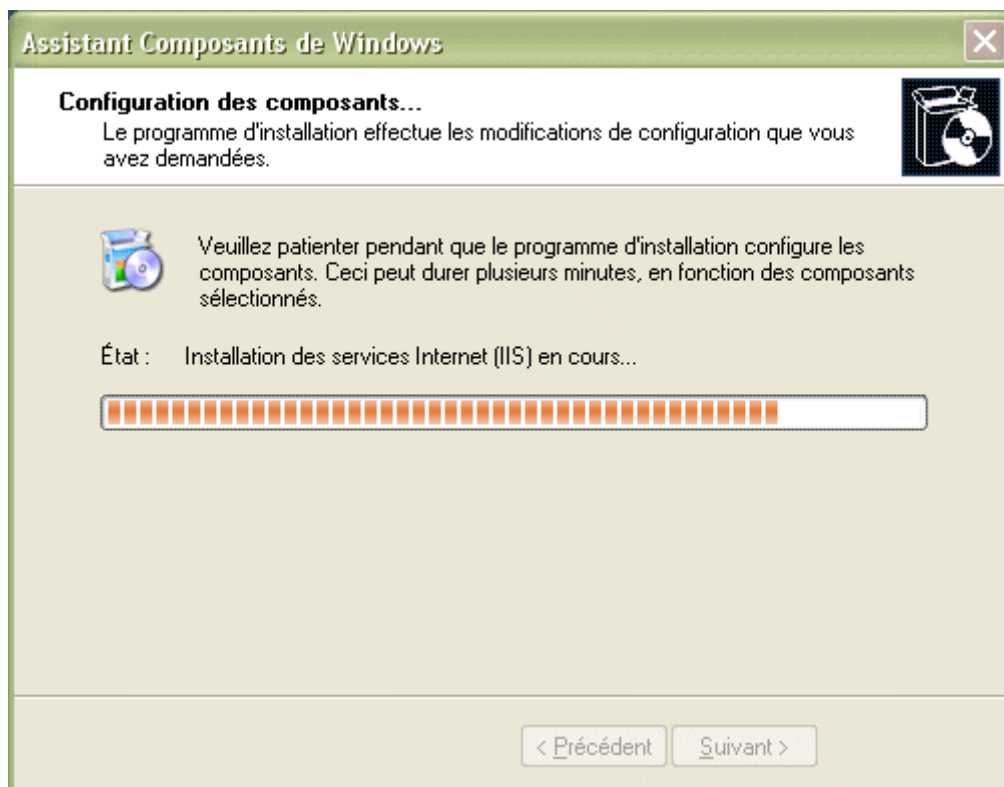 Assistant Composants de Windows
Configuration des composants...
Le programme d'installation effectue les modifications de configuration que vous
avez demandées.
Veuillez patienter pendant que le programme d'installation configure les
composants. Ceci peut durer plusieurs minutes, en fonction des composants
sélectionnés.
État : Installation des services Internet (IIS) en cours...
< Précédent Suivant >